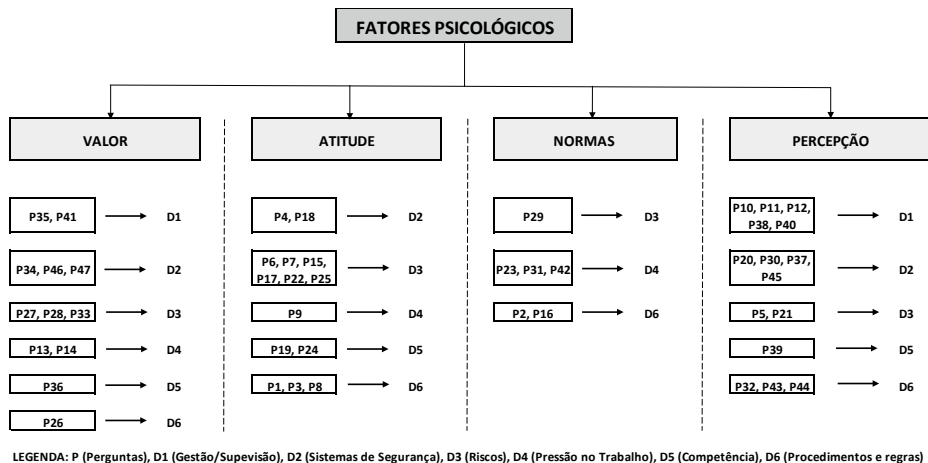 FATORES PSICOLÓGICOS
VALOR
P35, P41
D1
P34, P46, P47
D2
P27, P28, P33
D3
P13, P14
D4
P36
D5
P26
D6
ATITUDE
P4, P18
D2
P6, P7, P15,
P17, P22, P25
D3
P9
D4
P19, P24
D5
P1, P3, P8
D6
NORMAS
P29
D3
P23, P31, P42
D4
P2, P16
D6
PERCEPÇÃO
P10, P11, P12,
P38, P40
D1
P20, P30, P37,
P45
D2
P5, P21
D3
P39
D5
P32, P43, P44
D6
LEGENDA: P (Perguntas), D1 (Gestão/Supevisão), D2 (Sistemas de Segurança), D3 (Riscos), D4 (Pressão no Trabalho), D5 (Competência), D6 (Procedimentos e regras)